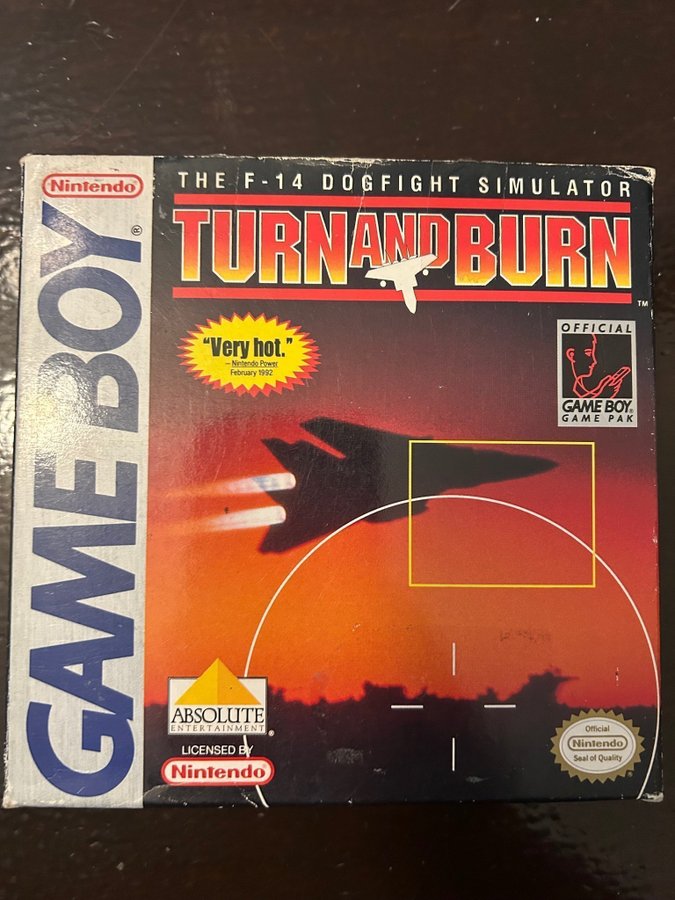 Nintendo®
GAME BOY®
THE F-14 DOGFIGHT SIMULATOR
TURN AND BURN
™
"Very hot."
— Nintendo Power
February 1992
OFFICIAL
GAME BOY®
GAME PAK
ABSOLUTE
ENTERTAINMENT®
LICENSED BY
Nintendo®
Official
Nintendo®
Seal of Quality